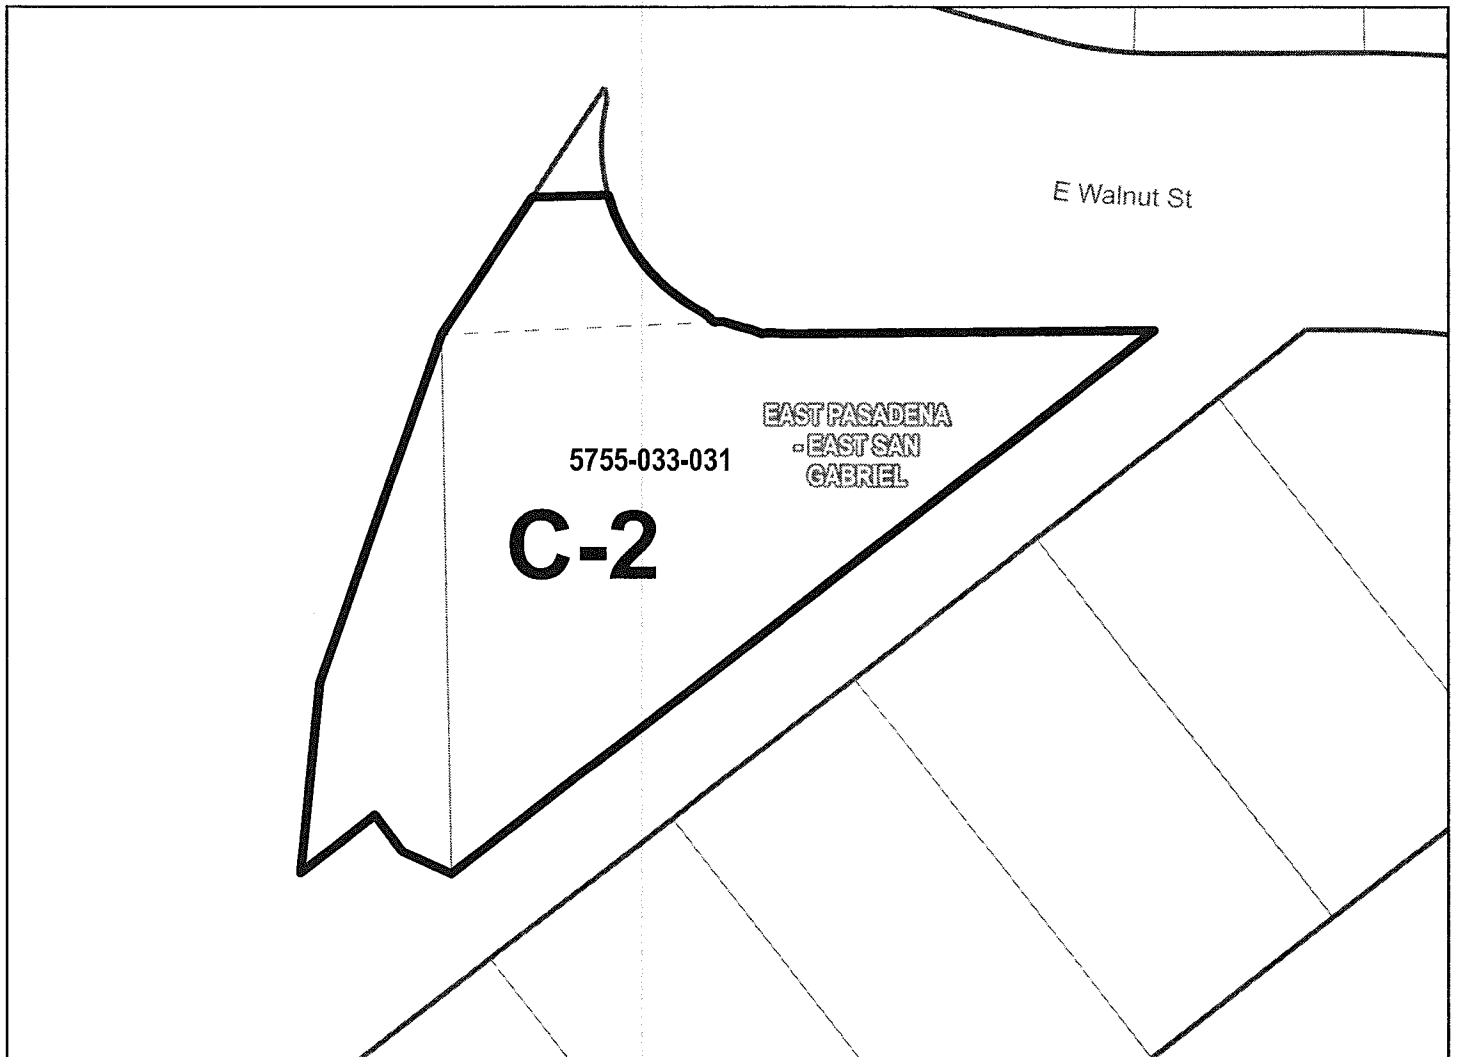 E Walnut St
EAST PASADENA
- EAST SAN
GABRIEL
5755-033-031
C-2